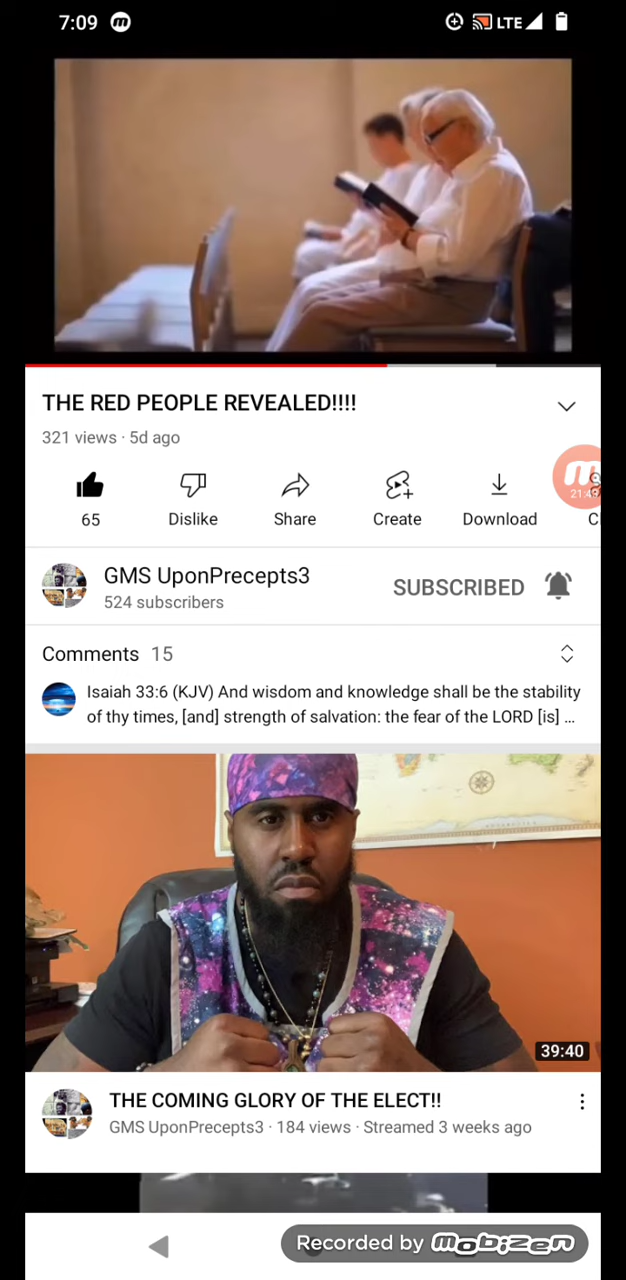 7:09
LTE
THE RED PEOPLE REVEALED!!!!
321 views · 5d ago
65
Dislike
Share
Create
Download
C
21:4
GMS UponPrecepts3
524 subscribers
SUBSCRIBED
Comments 15
Isaiah 33:6 (KJV) And wisdom and knowledge shall be the stability
of thy times, [and] strength of salvation: the fear of the LORD [is] ...
39:40
THE COMING GLORY OF THE ELECT!!
GMS UponPrecepts3 · 184 views · Streamed 3 weeks ago
Recorded by mobizen